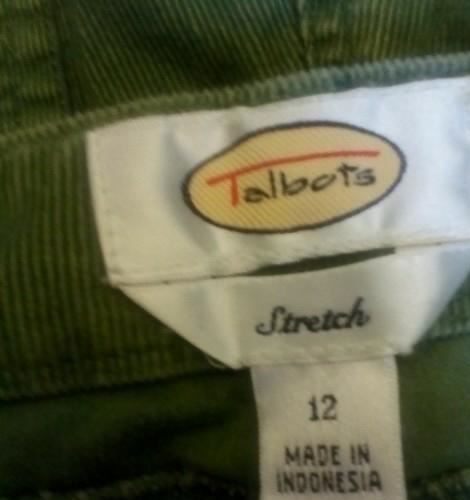 Talbots
Stretch
12
MADE IN
INDONESIA